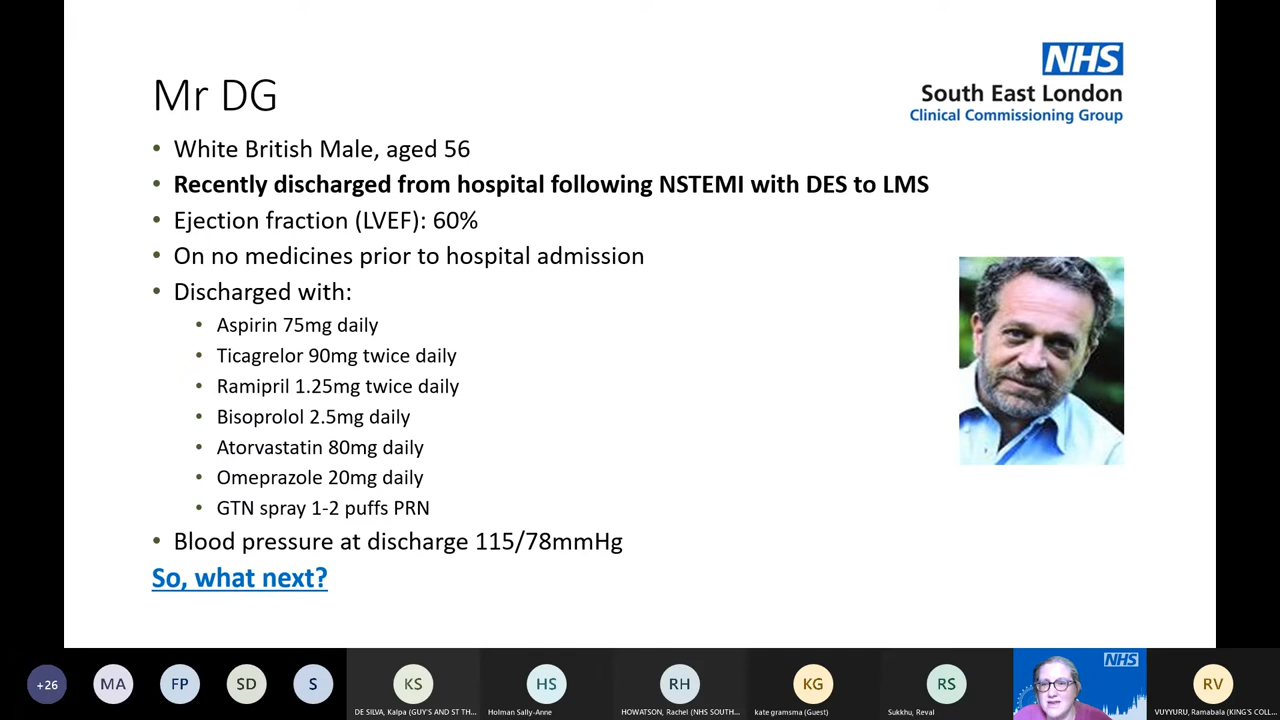 NHS
South East London
Clinical Commissioning Group
Mr DG
• White British Male, aged 56
• Recently discharged from hospital following NSTEMI with DES to LMS
• Ejection fraction (LVEF): 60%
• On no medicines prior to hospital admission
• Discharged with:
• Aspirin 75mg daily
• Ticagrelor 90mg twice daily
• Ramipril 1.25mg twice daily
• Bisoprolol 2.5mg daily
• Atorvastatin 80mg daily
• Omeprazole 20mg daily
• GTN spray 1-2 puffs PRN
• Blood pressure at discharge 115/78mmHg
So, what next?
+26 MA FP SD S KS HS RH KG RS NHS RV
DE SILVA, Kalpa (GUY'S AND ST TH... Holman Sally-Anne HOWATSON, Rachel (NHS SOUTH... kate gramsma (Guest) Sukkhu, Reval VUYYURU, Ramabala (KING'S COLL...